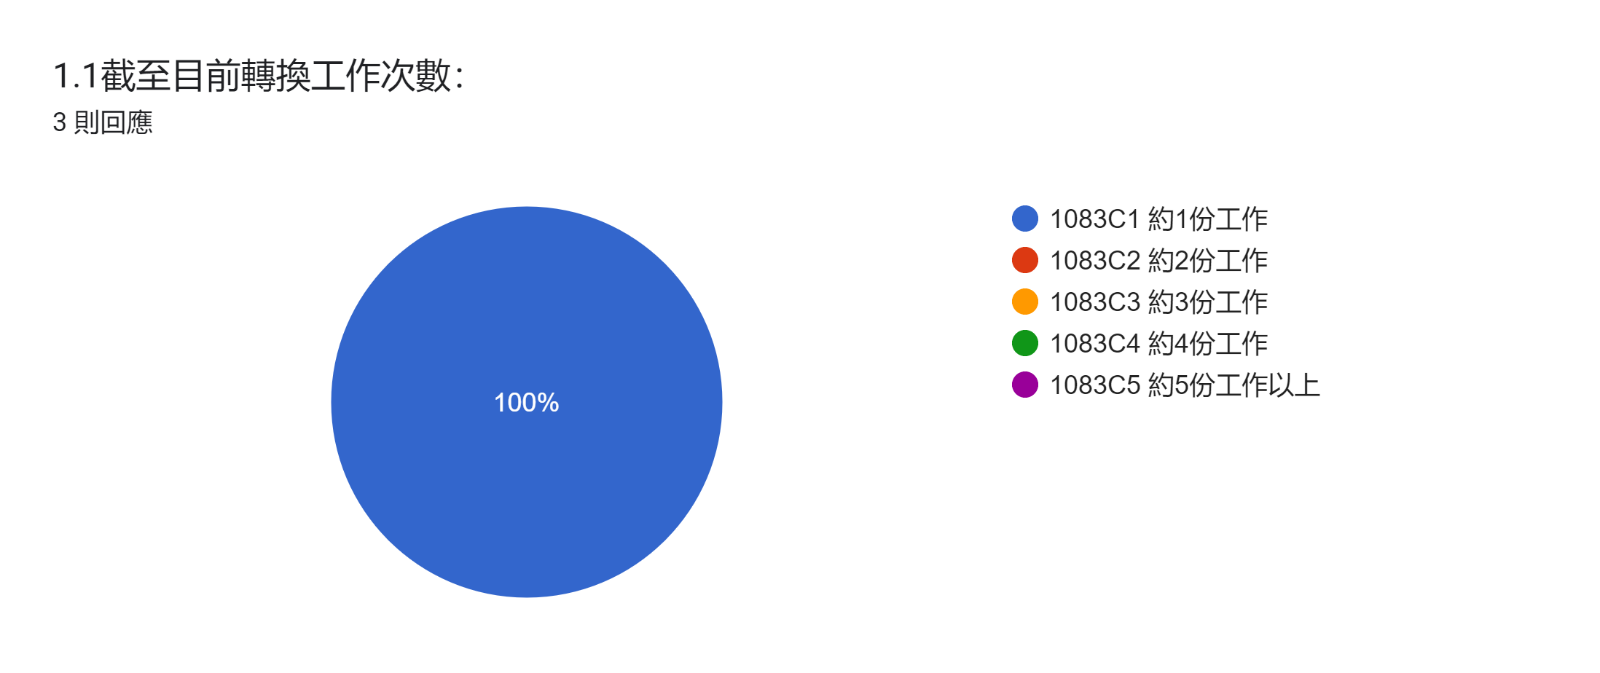 1.1截至目前轉換工作次數：
3 則回應
100%
1083C1 約1份工作
1083C2 約2份工作
1083C3 約3份工作
1083C4 約4份工作
1083C5 約5份工作以上